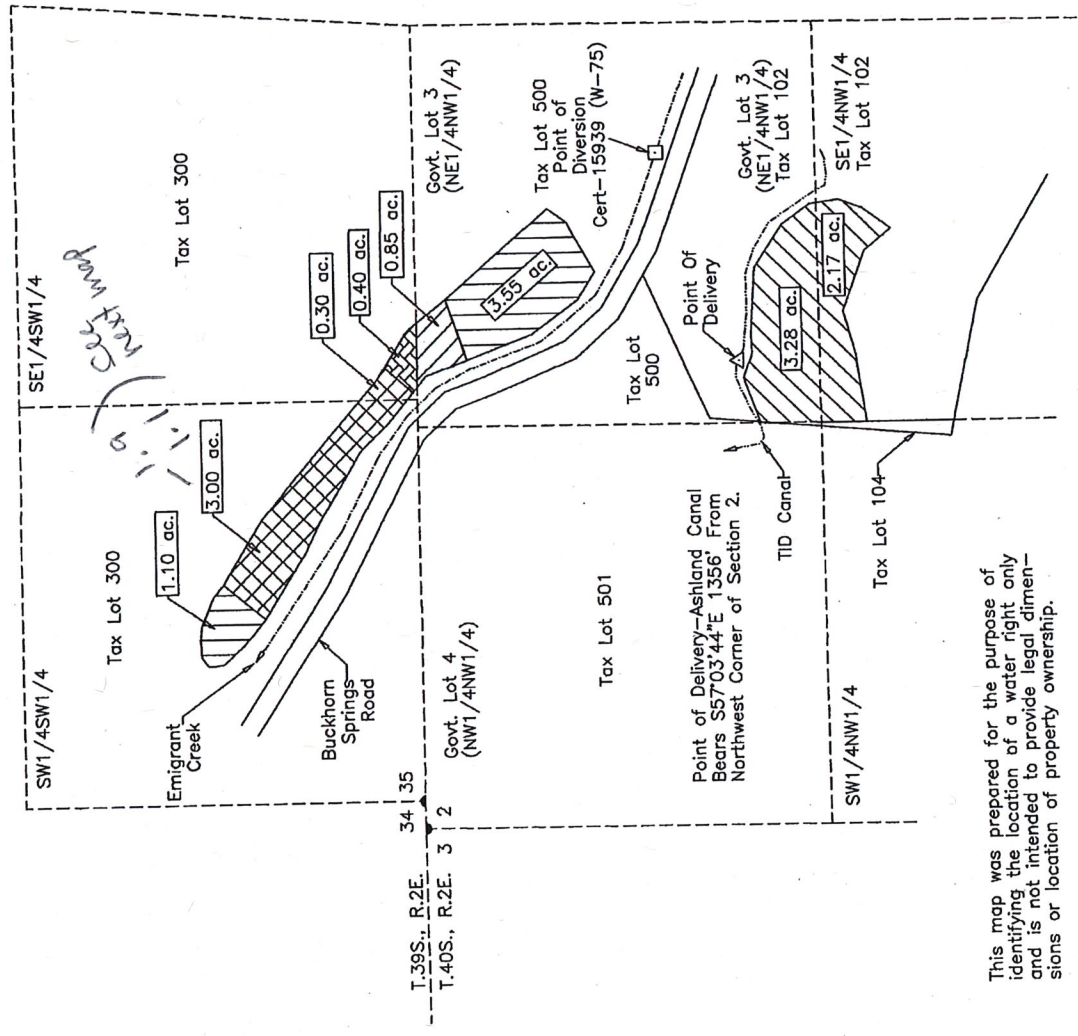 SW1/4SW1/4
SE1/4SW1/4
Tax Lot 300
1.10 ac.
3.00 ac.
1.9) See
1.1) next map
Tax Lot 300
0.30 ac.
0.40 ac.
0.85 ac.
Emigrant
Creek
Buckhorn
Springs
Road
34
35
T.39S., R.2E.
T.40S., R.2E.
3
2
Govt. Lot 4
(NW1/4NW1/4)
Govt. Lot 3
(NE1/4NW1/4)
3.55 ac.
Tax Lot 500
Point of
Diversion
Cert-15939 (W-75)
Tax Lot 501
Tax Lot
500
Point Of
Delivery
Govt. Lot 3
(NE1/4NW1/4)
Tax Lot 102
Point of Delivery-Ashland Canal
Bears S57°03'44"E 1356' From
Northwest Corner of Section 2.
TID Canal
3.28 ac.
2.17 ac.
SE1/4NW1/4
Tax Lot 102
SW1/4NW1/4
Tax Lot 104
This map was prepared for the purpose of
identifying the location of a water right only
and is not intended to provide legal dimen-
sions or location of property ownership.